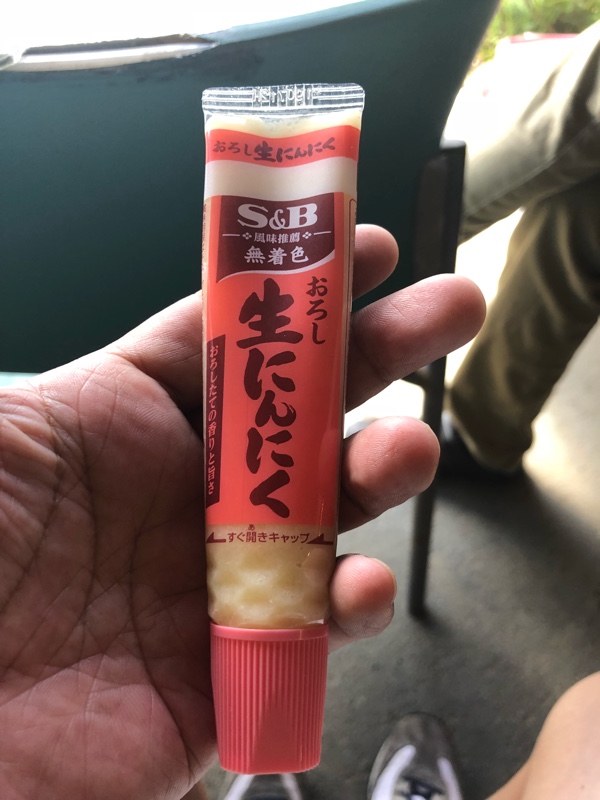 おろし生にんにく
S&B
風味推薦
無着色
おろし
生にんにく
おろしたての香りと旨さ
あ
すぐ開きキャップ